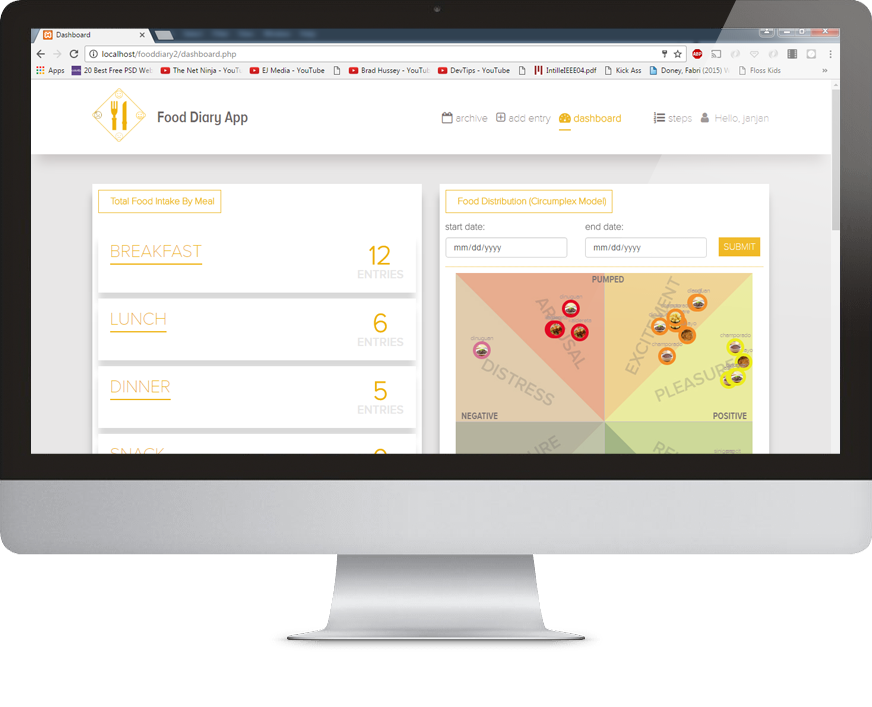 Dashboard
localhost/fooddiary2/dashboard.php
ABP
Apps 20 Best Free PSD We The Net Ninja - YouTu EJ Media - YouTube Brad Hussey - YouTu DevTips - YouTube IntilleIEEE04.pdf Kick Ass Doney, Fabri (2015) Floss Kids »
Food Diary App
archive add entry dashboard steps Hello, janjan
Total Food Intake By Meal
BREAKFAST
12
ENTRIES
LUNCH
6
ENTRIES
DINNER
5
ENTRIES
SNACK
Food Distribution (Circumplex Model)
start date: end date:
mm/dd/yyyy mm/dd/yyyy SUBMIT
PUMPED
AROUSAL
EXCITEMENT
DISTRESS
PLEASURE
champorado
champorado
NEGATIVE POSITIVE